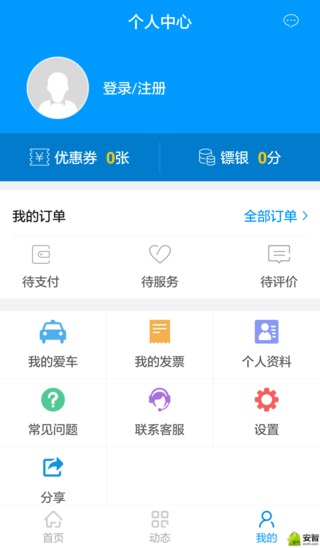 个人中心
登录/注册
优惠券 0张 镖银 0分
我的订单 全部订单
待支付 待服务 待评价
我的爱车 我的发票 个人资料
常见问题 联系客服 设置
分享
首页 动态 我的
安智